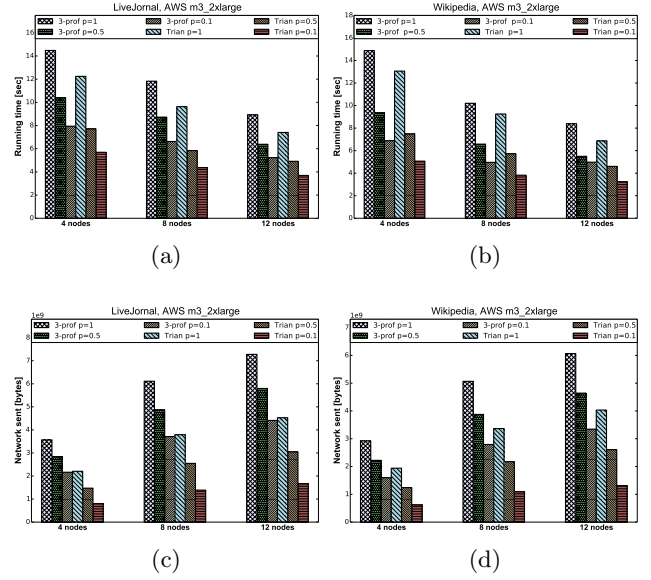 LiveJornal, AWS m3_2xlarge
3-prof p=1
3-prof p=0.1
Trian p=0.5
3-prof p=0.5
Trian p=1
Trian p=0.1
Running time [sec]
16
14
12
10
8
6
4
2
0
4 nodes
8 nodes
12 nodes
(a)
Wikipedia, AWS m3_2xlarge
3-prof p=1
3-prof p=0.1
Trian p=0.5
3-prof p=0.5
Trian p=1
Trian p=0.1
Running time [sec]
18
16
14
12
10
8
6
4
2
0
4 nodes
8 nodes
12 nodes
(b)
LiveJornal, AWS m3_2xlarge
1e9
3-prof p=1
3-prof p=0.1
Trian p=0.5
3-prof p=0.5
Trian p=1
Trian p=0.1
Network sent [bytes]
8
7
6
5
4
3
2
1
0
4 nodes
8 nodes
12 nodes
(c)
Wikipedia, AWS m3_2xlarge
1e9
3-prof p=1
3-prof p=0.1
Trian p=0.5
3-prof p=0.5
Trian p=1
Trian p=0.1
Network sent [bytes]
7
6
5
4
3
2
1
0
4 nodes
8 nodes
12 nodes
(d)